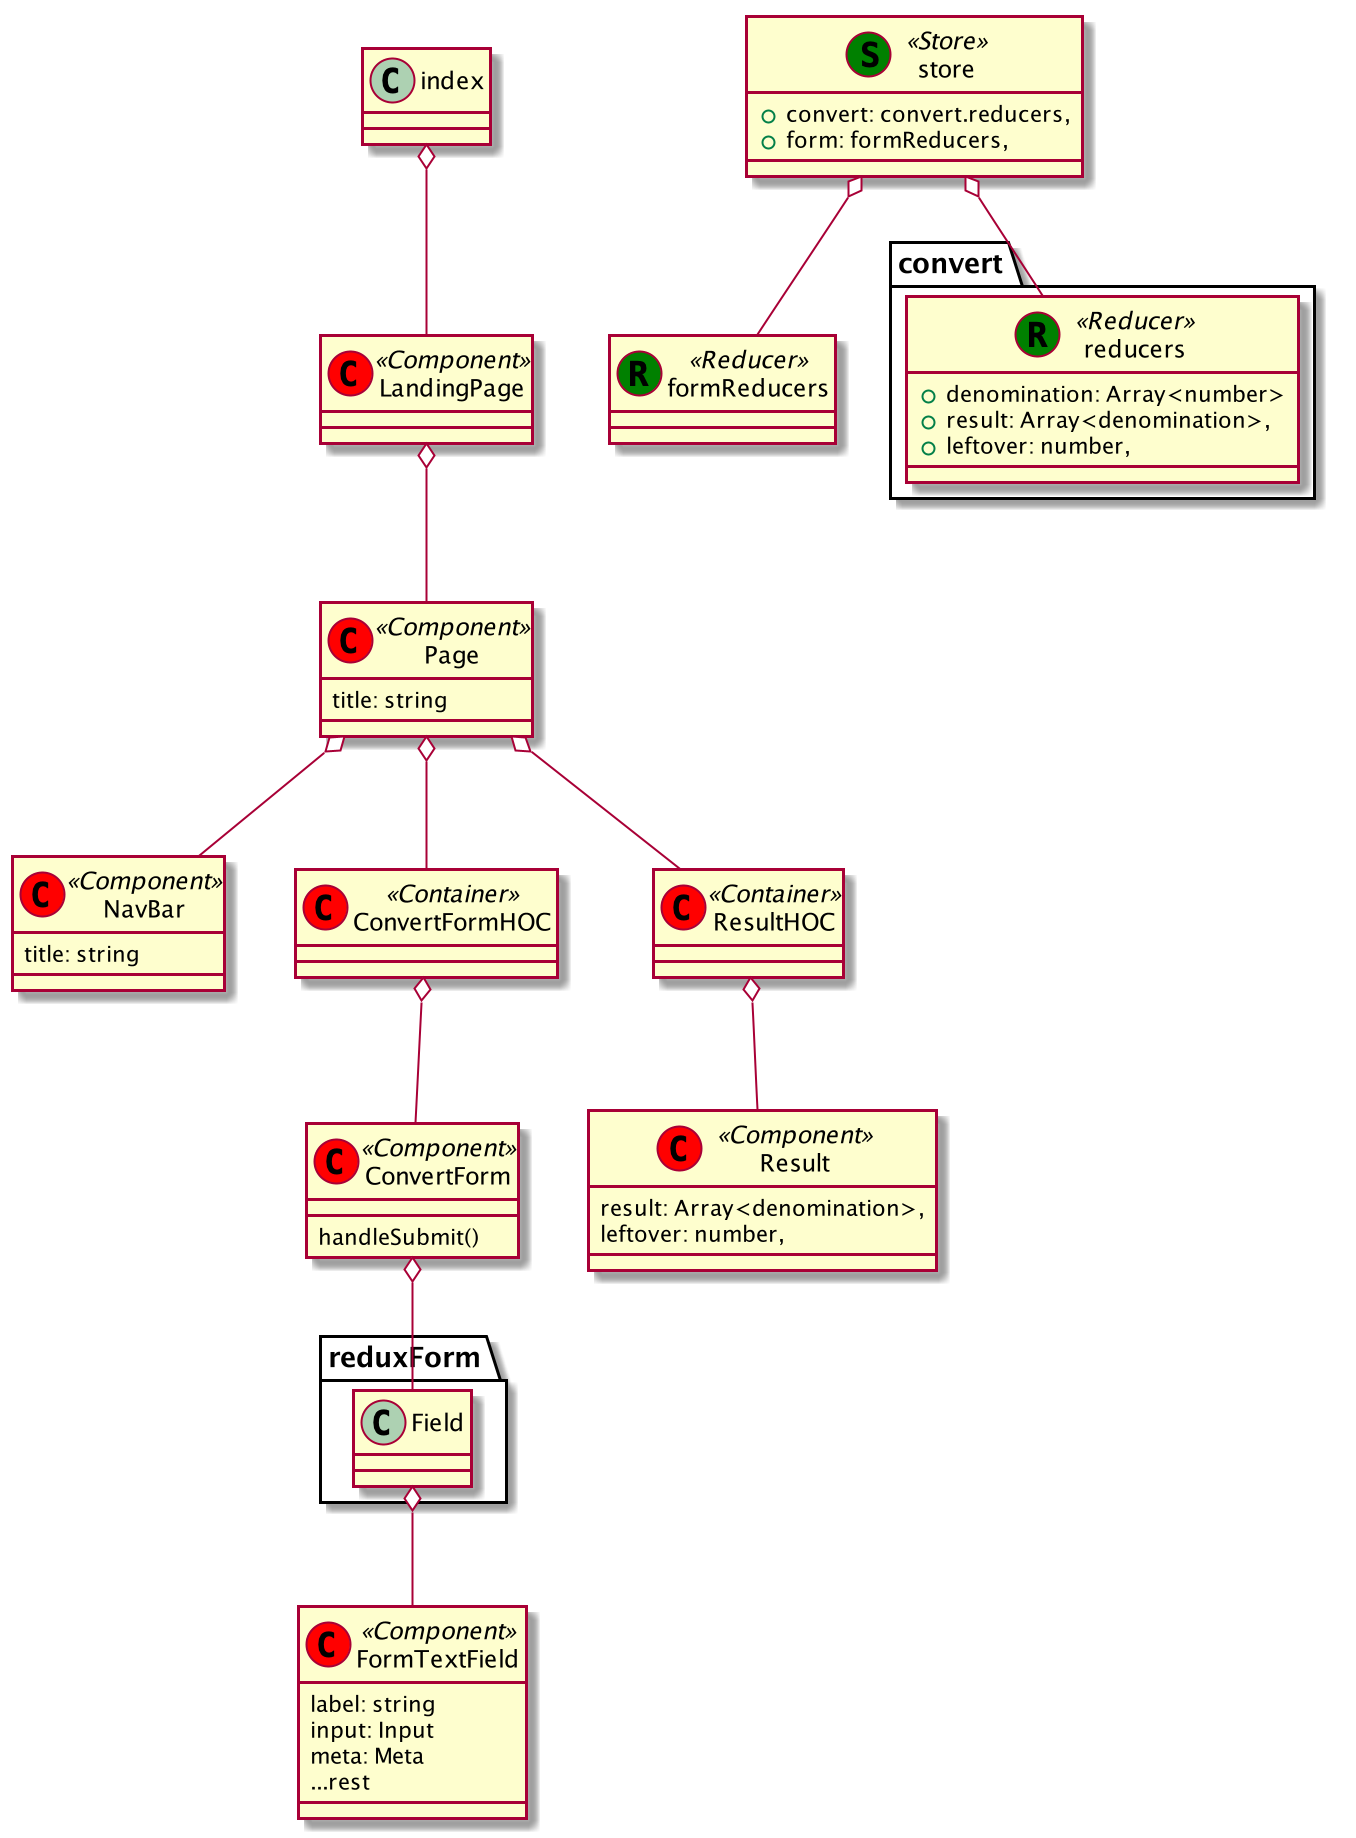 C index
S «Store»
store
convert: convert.reducers,
form: formReducers,
convert
C «Component»
LandingPage
R «Reducer»
formReducers
R «Reducer»
reducers
denomination: Array<number>
result: Array<denomination>,
leftover: number,
C «Component»
Page
title: string
C «Component»
NavBar
title: string
C «Container»
ConvertFormHOC
C «Container»
ResultHOC
C «Component»
ConvertForm
handleSubmit()
C «Component»
Result
result: Array<denomination>,
leftover: number,
reduxForm
C Field
C «Component»
FormTextField
label: string
input: Input
meta: Meta
...rest